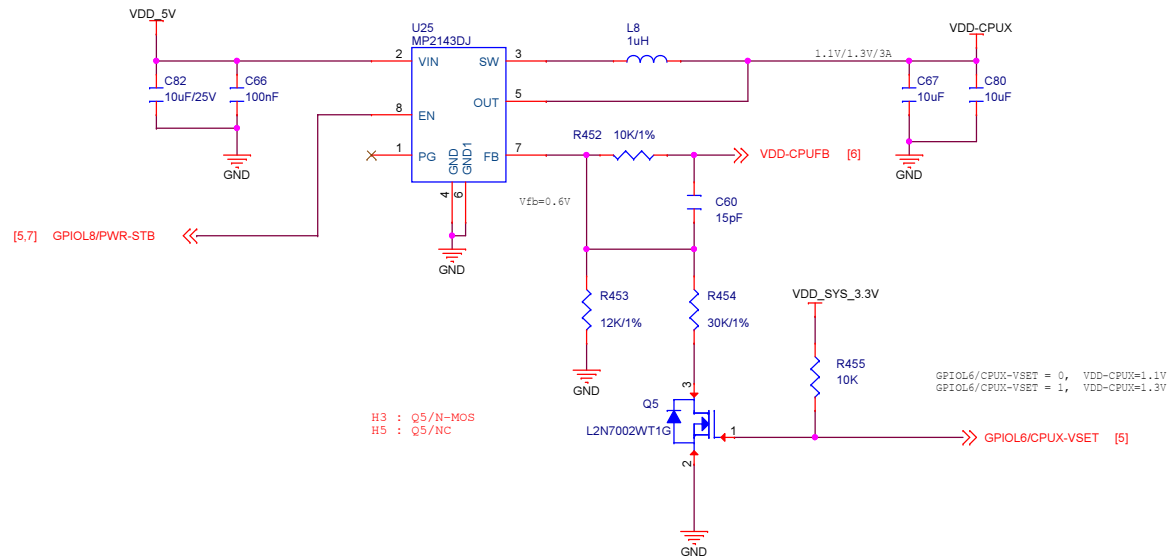 VDD_5V
U25
MP2143DJ
L8
1uH
VDD-CPUX
2
VIN
SW
3
1.1V/1.3V/3A
C82
10uF/25V
C66
100nF
OUT
5
C67
10uF
C80
10uF
8
EN
R452 10K/1%
GND
1
PG
GND
GND1
FB
7
VDD-CPUFB [6]
GND
4
6
Vfb=0.6V
C60
15pF
[5,7] GPIOL8/PWR-STB
GND
R453
12K/1%
R454
30K/1%
VDD_SYS_3.3V
R455
10K
GND
GPIOL6/CPUX-VSET = 0, VDD-CPUX=1.1V
GPIOL6/CPUX-VSET = 1, VDD-CPUX=1.3V
3
Q5
H3 : Q5/N-MOS
H5 : Q5/NC
L2N7002WT1G
1
GPIOL6/CPUX-VSET [5]
2
GND